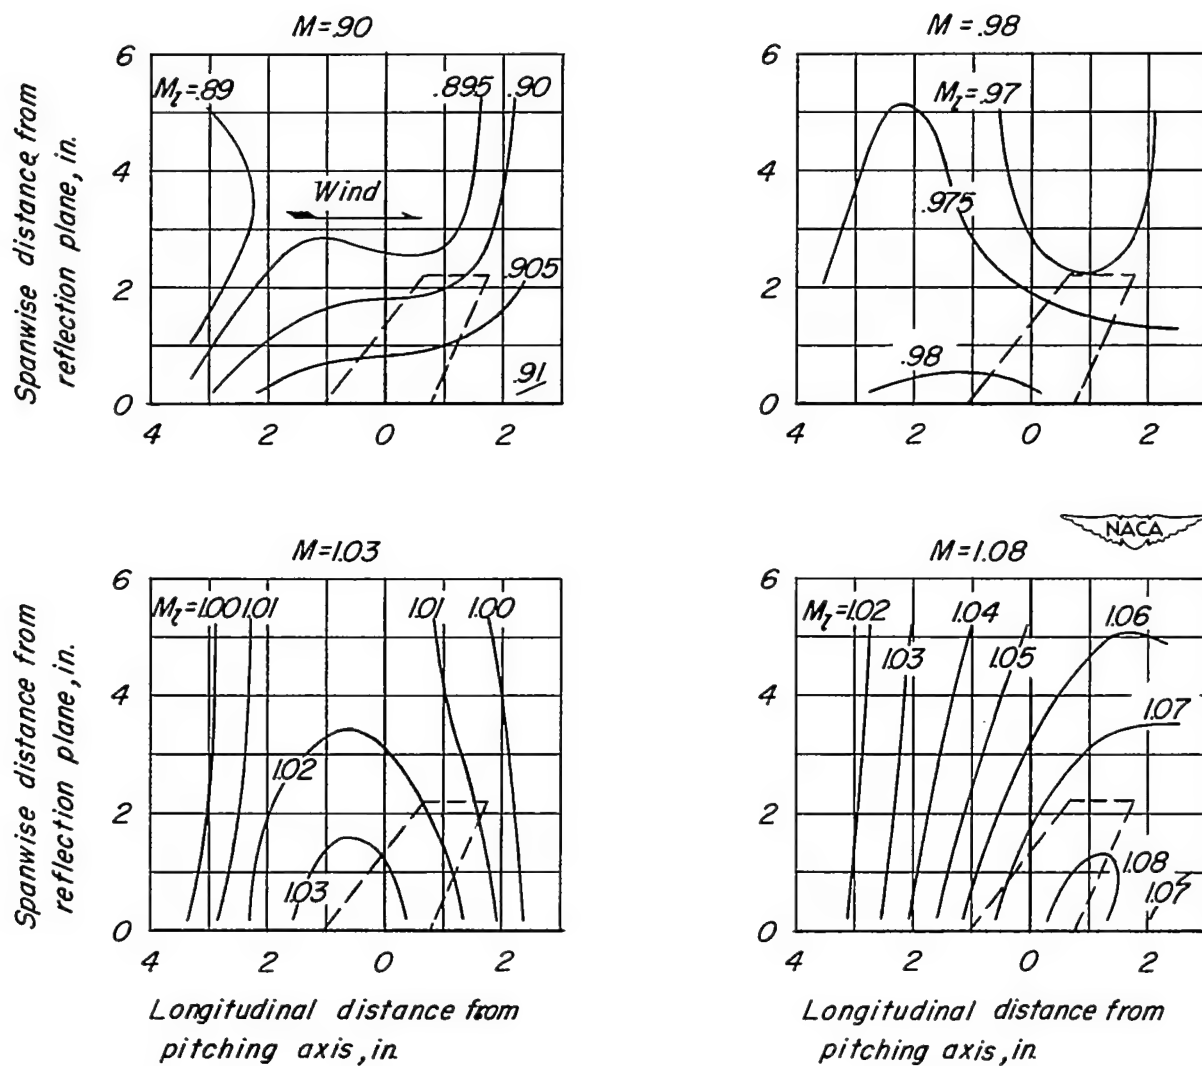 M=.90
6
4
2
0
4 2 0 2
Spanwise distance from
reflection plane, in.
Mₗ=.89
.895
.90
Wind
.905
.91
M=.98
6
4
2
0
4 2 0 2
Mₗ=.97
.975
.98
NACA
M=1.03
6
4
2
0
4 2 0 2
Spanwise distance from
reflection plane, in.
Mₗ=1.00
1.01
1.01
1.00
1.02
1.03
Longitudinal distance from
pitching axis, in.
M=1.08
6
4
2
0
4 2 0 2
Mₗ=1.02
1.03
1.04
1.05
1.06
1.07
1.08
1.07
Longitudinal distance from
pitching axis, in.